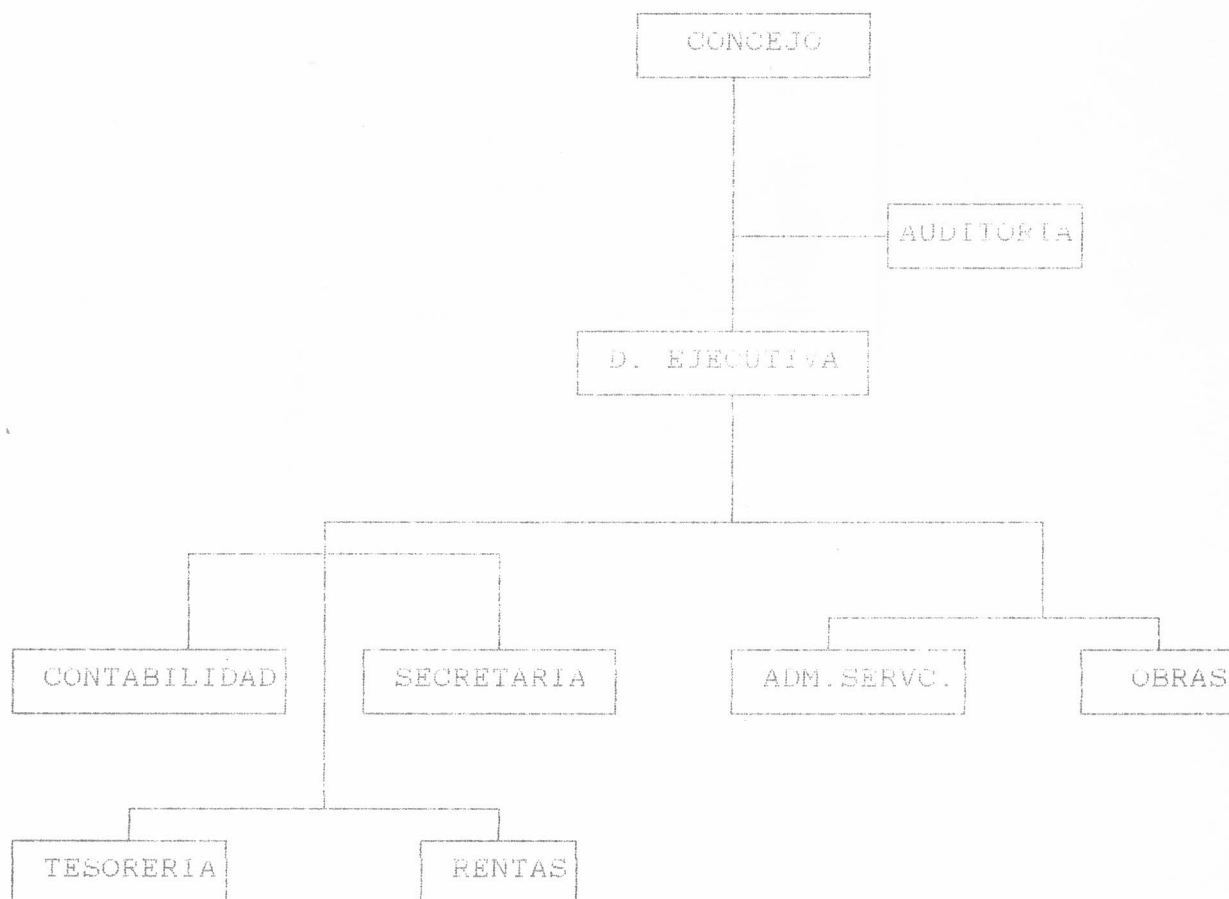 CONCEJO
AUDITORIA
D. EJECUTIVA
CONTABILIDAD
SECRETARIA
ADM.SERVC.
OBRAS
TESORERIA
RENTAS